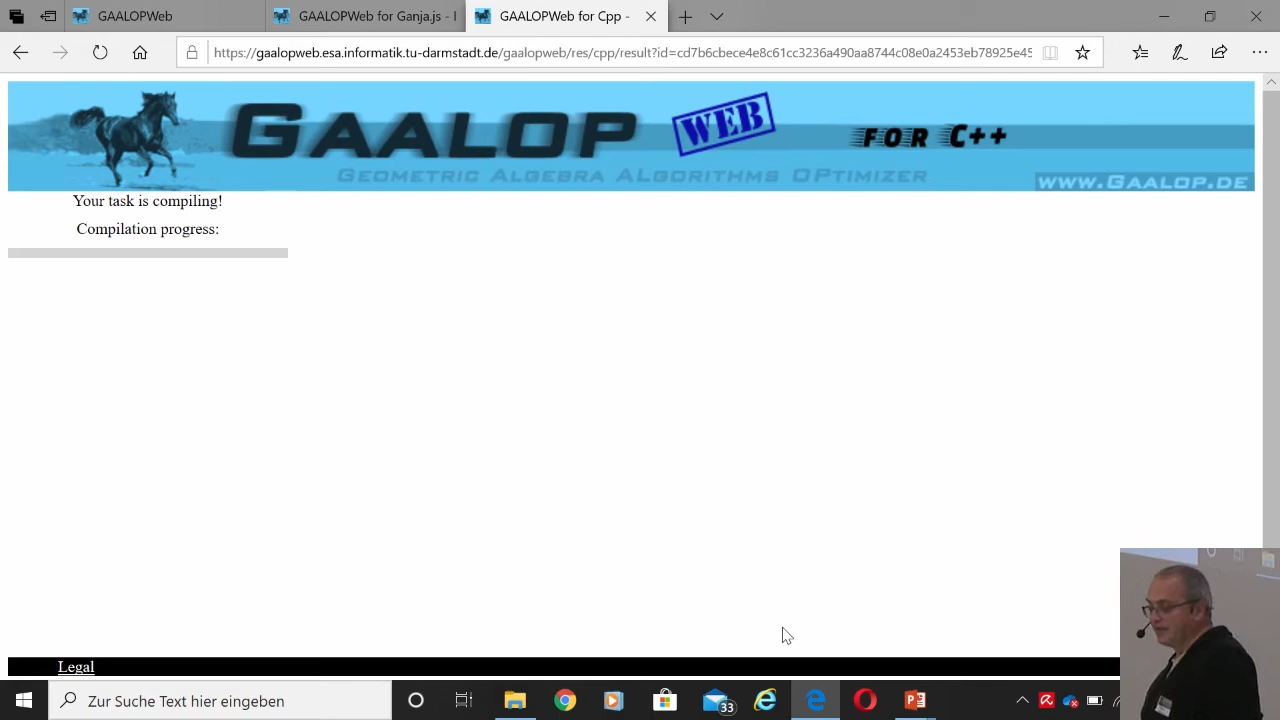 GAALOPWeb
GAALOPWeb for Ganja.js - I
GAALOPWeb for Cpp -
https://gaalopweb.esa.informatik.tu-darmstadt.de/gaalopweb/res/cpp/result?id=cd7b6cbece4e8c61cc3236a490aa8744c08e0a2453eb78925e45
GAALOP WEB FOR C++
GEOMETRIC ALGEBRA ALGORITHMS OPTIMIZER
WWW.GAALOP.DE
Your task is compiling!
Compilation progress:
Legal
Zur Suche Text hier eingeben
33